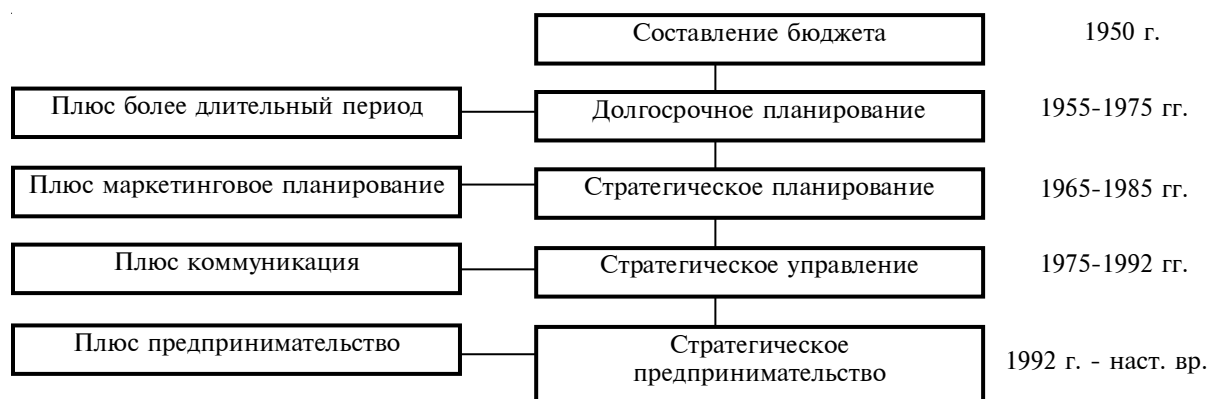 Составление бюджета 1950 г.
Плюс более длительный период Долгосрочное планирование 1955-1975 гг.
Плюс маркетинговое планирование Стратегическое планирование 1965-1985 гг.
Плюс коммуникация Стратегическое управление 1975-1992 гг.
Плюс предпринимательство Стратегическое
предпринимательство 1992 г. - наст. вр.